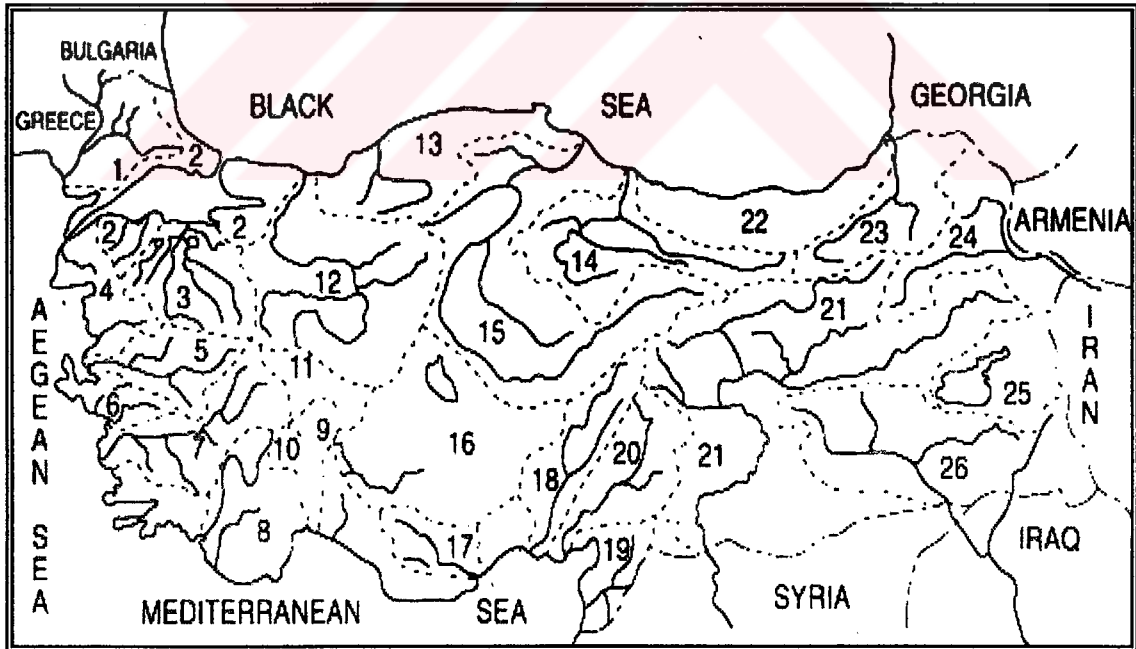 BULGARIA
GREECE
BLACK
SEA
GEORGIA
ARMENIA
IRAN
AEGEAN SEA
MEDITERRANEAN
SEA
SYRIA
IRAQ
1
2
2
2
3
4
5
6
8
9
10
11
12
13
14
15
16
17
18
19
20
21
21
22
23
24
25
26